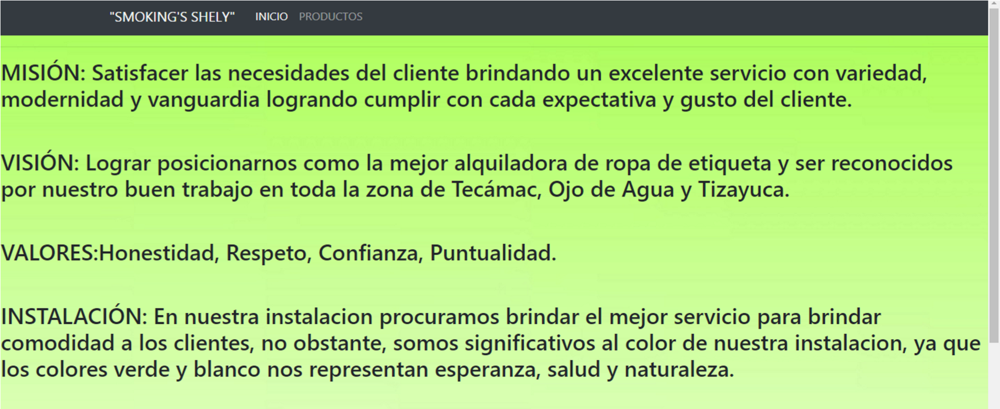 "SMOKING'S SHELY" INICIO PRODUCTOS
MISIÓN: Satisfacer las necesidades del cliente brindando un excelente servicio con variedad,
modernidad y vanguardia logrando cumplir con cada expectativa y gusto del cliente.
VISIÓN: Lograr posicionarnos como la mejor alquiladora de ropa de etiqueta y ser reconocidos
por nuestro buen trabajo en toda la zona de Tecámac, Ojo de Agua y Tizayuca.
VALORES:Honestidad, Respeto, Confianza, Puntualidad.
INSTALACIÓN: En nuestra instalacion procuramos brindar el mejor servicio para brindar
comodidad a los clientes, no obstante, somos significativos al color de nuestra instalacion, ya que
los colores verde y blanco nos representan esperanza, salud y naturaleza.